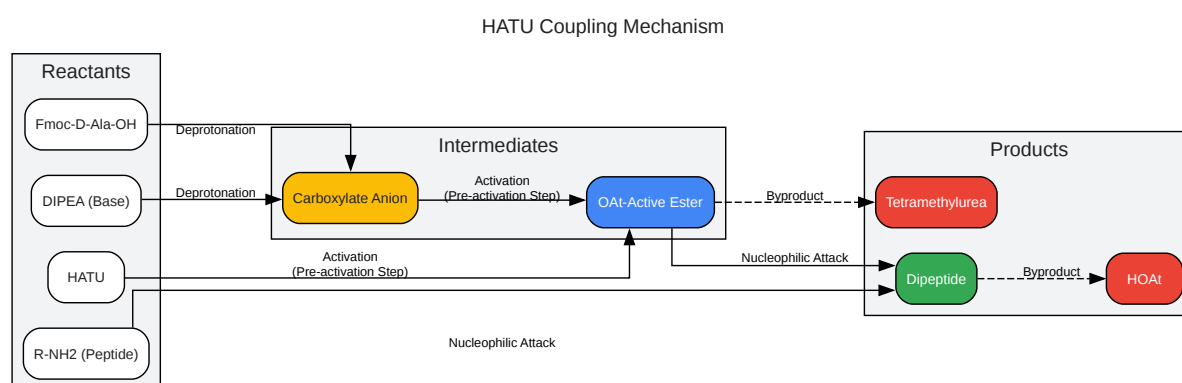 HATU Coupling Mechanism
Reactants
Fmoc-D-Ala-OH
Deprotonation
Intermediates
Products
DIPEA (Base)
Deprotonation
Carboxylate Anion
Activation
(Pre-activation Step)
OAt-Active Ester
Byproduct
Tetramethylurea
HATU
Activation
(Pre-activation Step)
Nucleophilic Attack
Dipeptide
Byproduct
HOAt
R-NH2 (Peptide)
Nucleophilic Attack